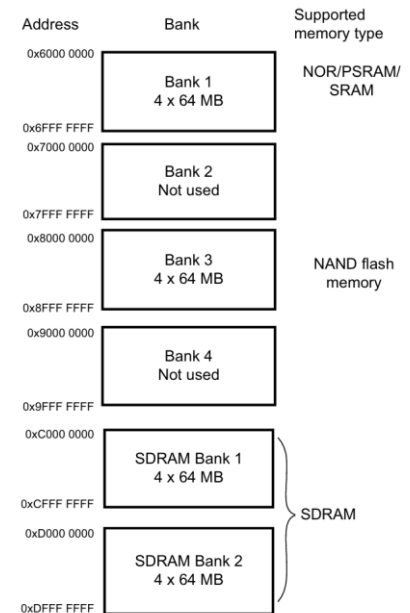 Address
Bank
Supported
memory type
0x6000 0000
Bank 1
4 x 64 MB
NOR/PSRAM/
SRAM
0x6FFF FFFF
0x7000 0000
Bank 2
Not used
0x7FFF FFFF
0x8000 0000
Bank 3
4 x 64 MB
NAND flash
memory
0x8FFF FFFF
0x9000 0000
Bank 4
Not used
0x9FFF FFFF
0xC000 0000
SDRAM Bank 1
4 x 64 MB
0xCFFF FFFF
SDRAM
0xD000 0000
SDRAM Bank 2
4 x 64 MB
0xDFFF FFFF